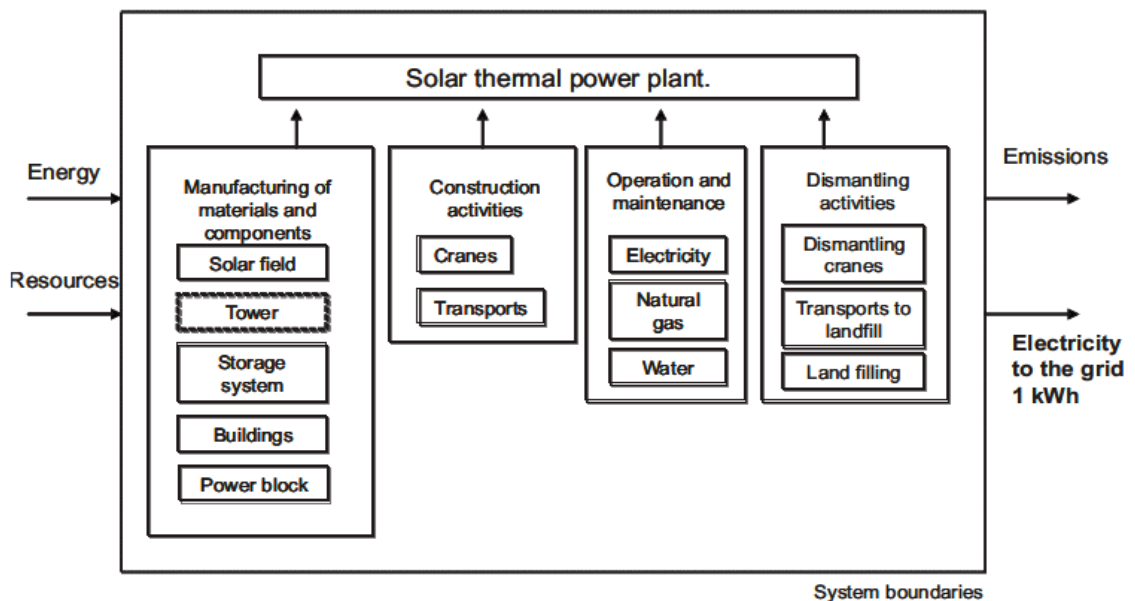 Solar thermal power plant.
Energy
Resources
Manufacturing of
materials and
components
Solar field
Tower
Storage
system
Buildings
Power block
Construction
activities
Cranes
Transports
Operation and
maintenance
Electricity
Natural
gas
Water
Dismantling
activities
Dismantling
cranes
Transports to
landfill
Land filling
Emissions
Electricity
to the grid
1 kWh
System boundaries